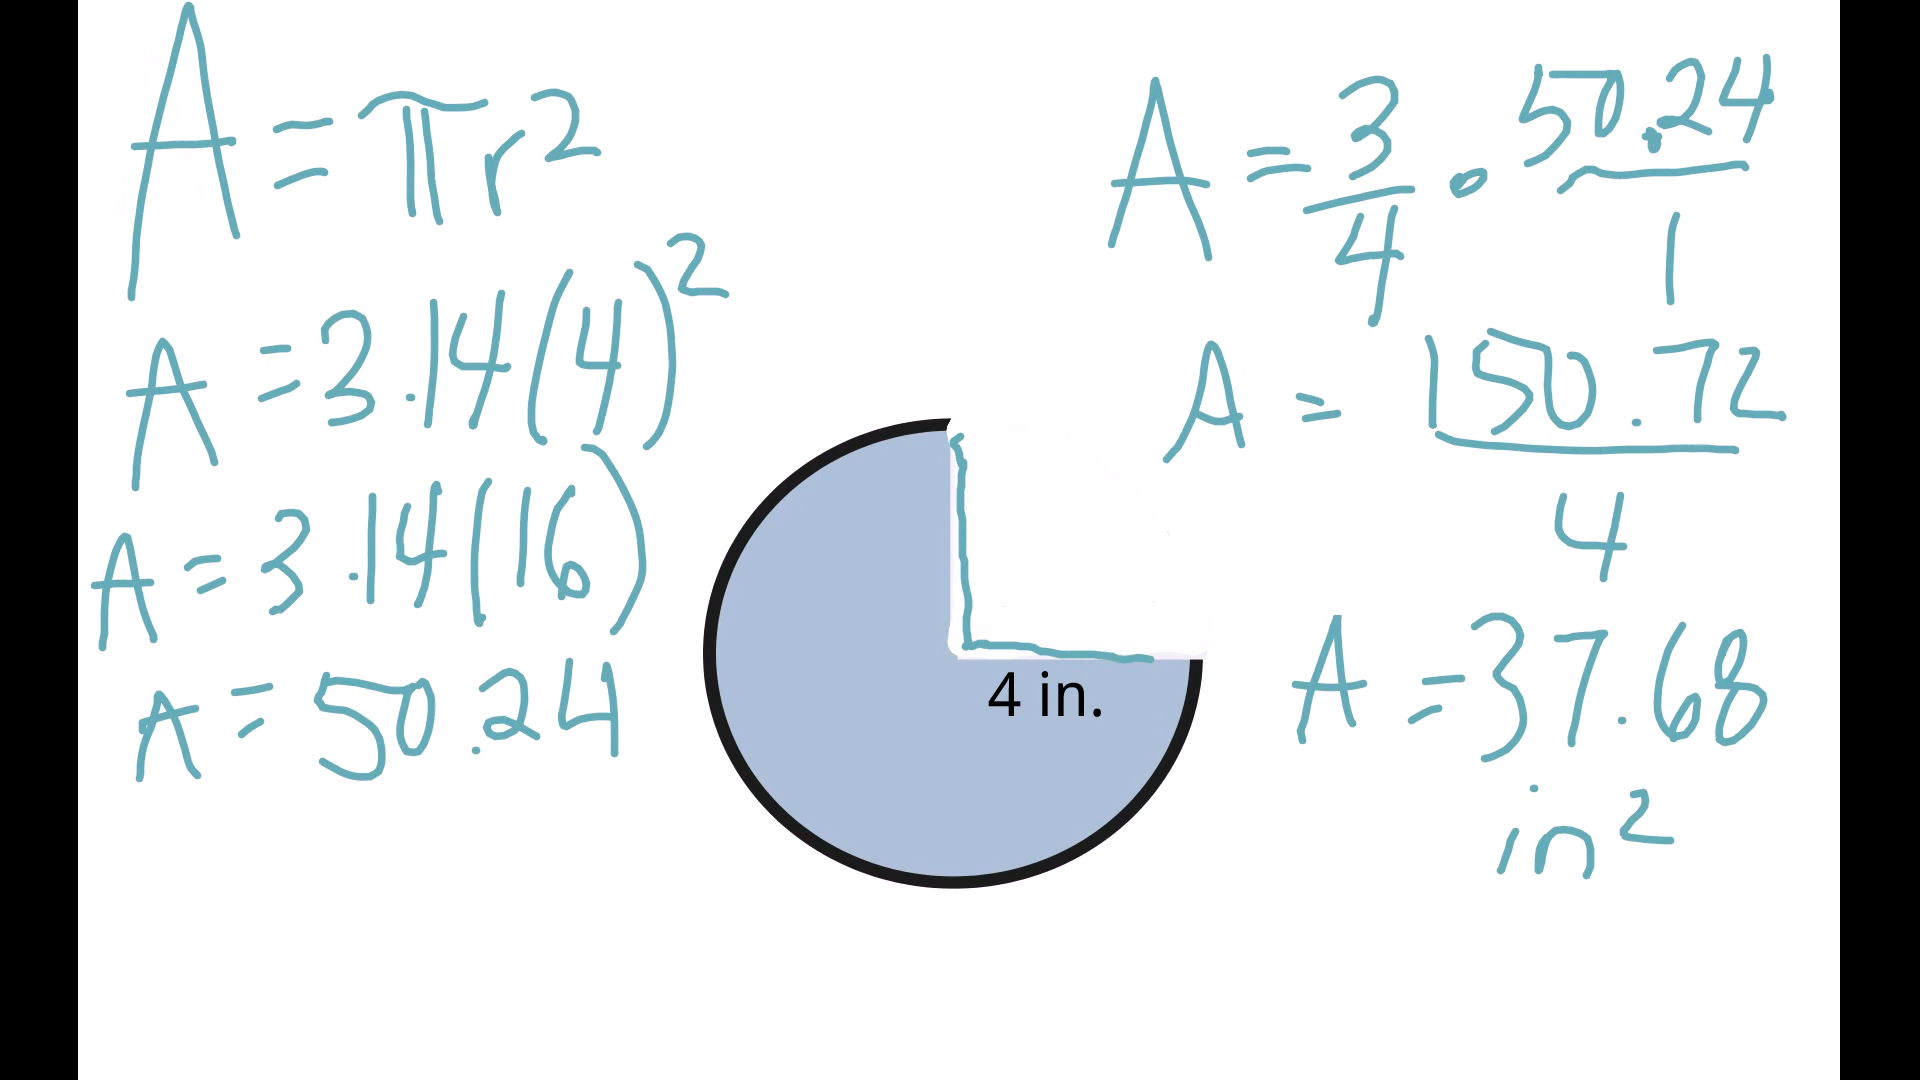 A = πr²
A = 3.14(4)²
A = 3.14(16)
A = 50.24
4 in.
A = 3/4 · 50.24/1
A = 150.72/4
A = 37.68
in²